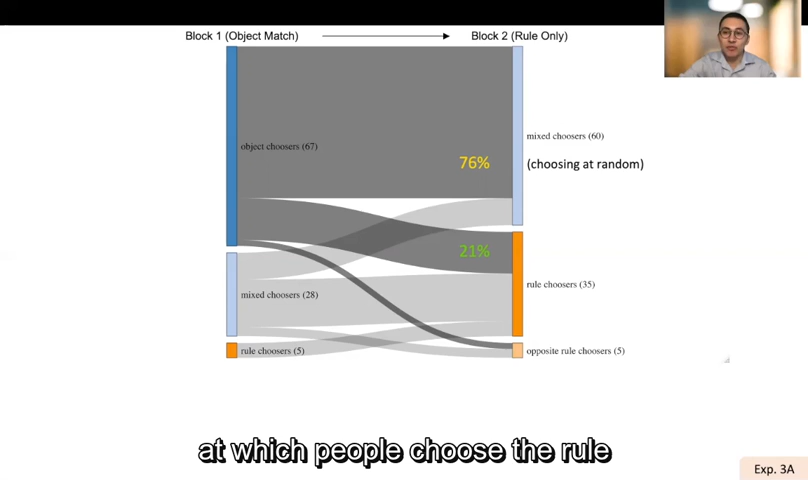 Block 1 (Object Match)
Block 2 (Rule Only)
object choosers (67)
mixed choosers (60)
76%
(choosing at random)
21%
rule choosers (35)
mixed choosers (28)
rule choosers (5)
opposite rule choosers (5)
at which people choose the rule
Exp. 3A